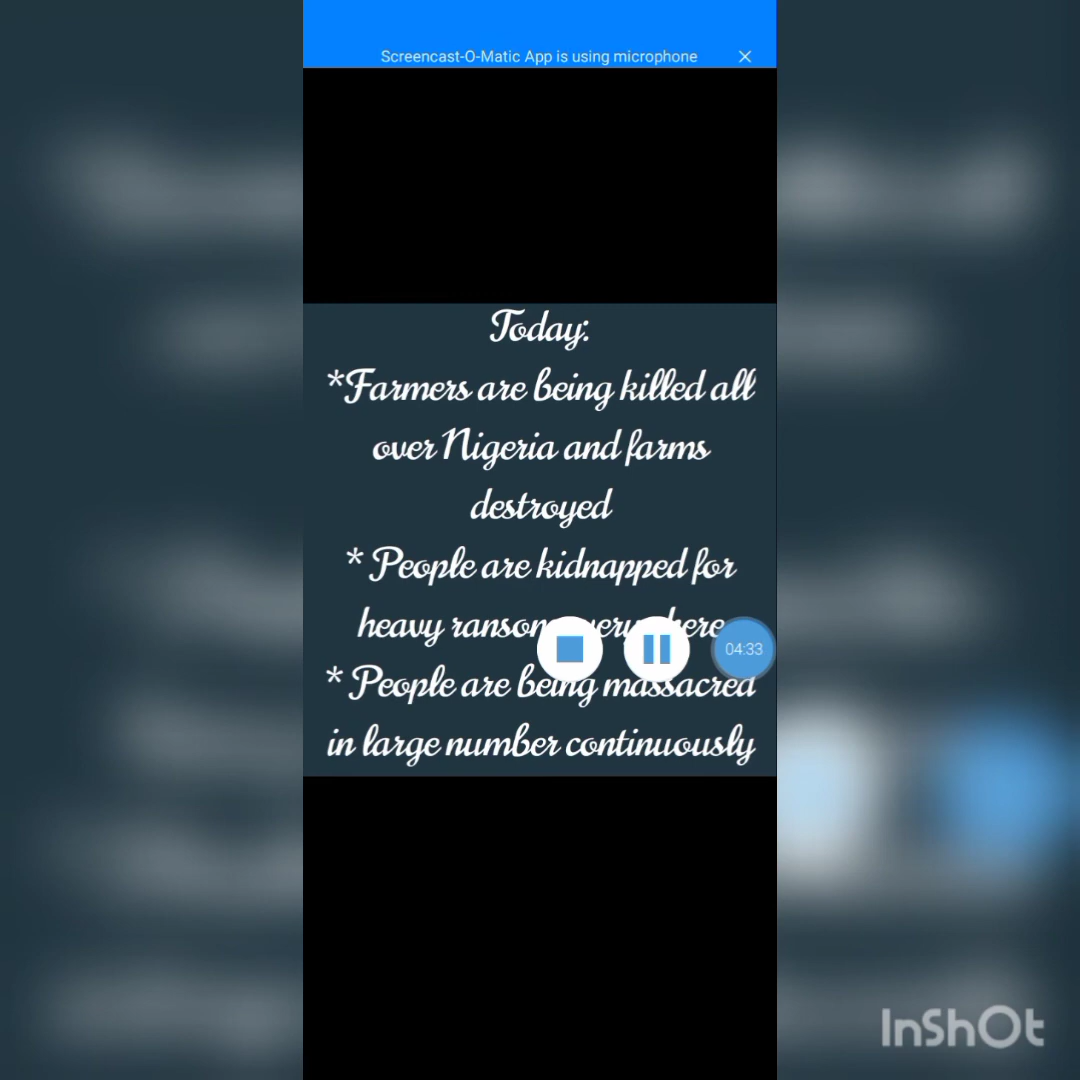 Screencast-O-Matic App is using microphone
Today:
*Farmers are being killed all
over Nigeria and farms
destroyed
* People are kidnapped for
heavy
04:33
* People are being massacred
in large number continuously
InShOt